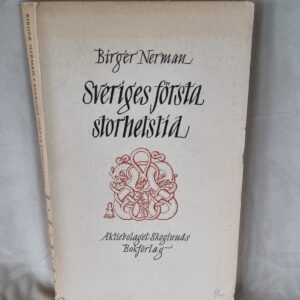 Birger Nerman
Sveriges första
storhetstid
Aktiebolaget Skoglunds
Bokförlag